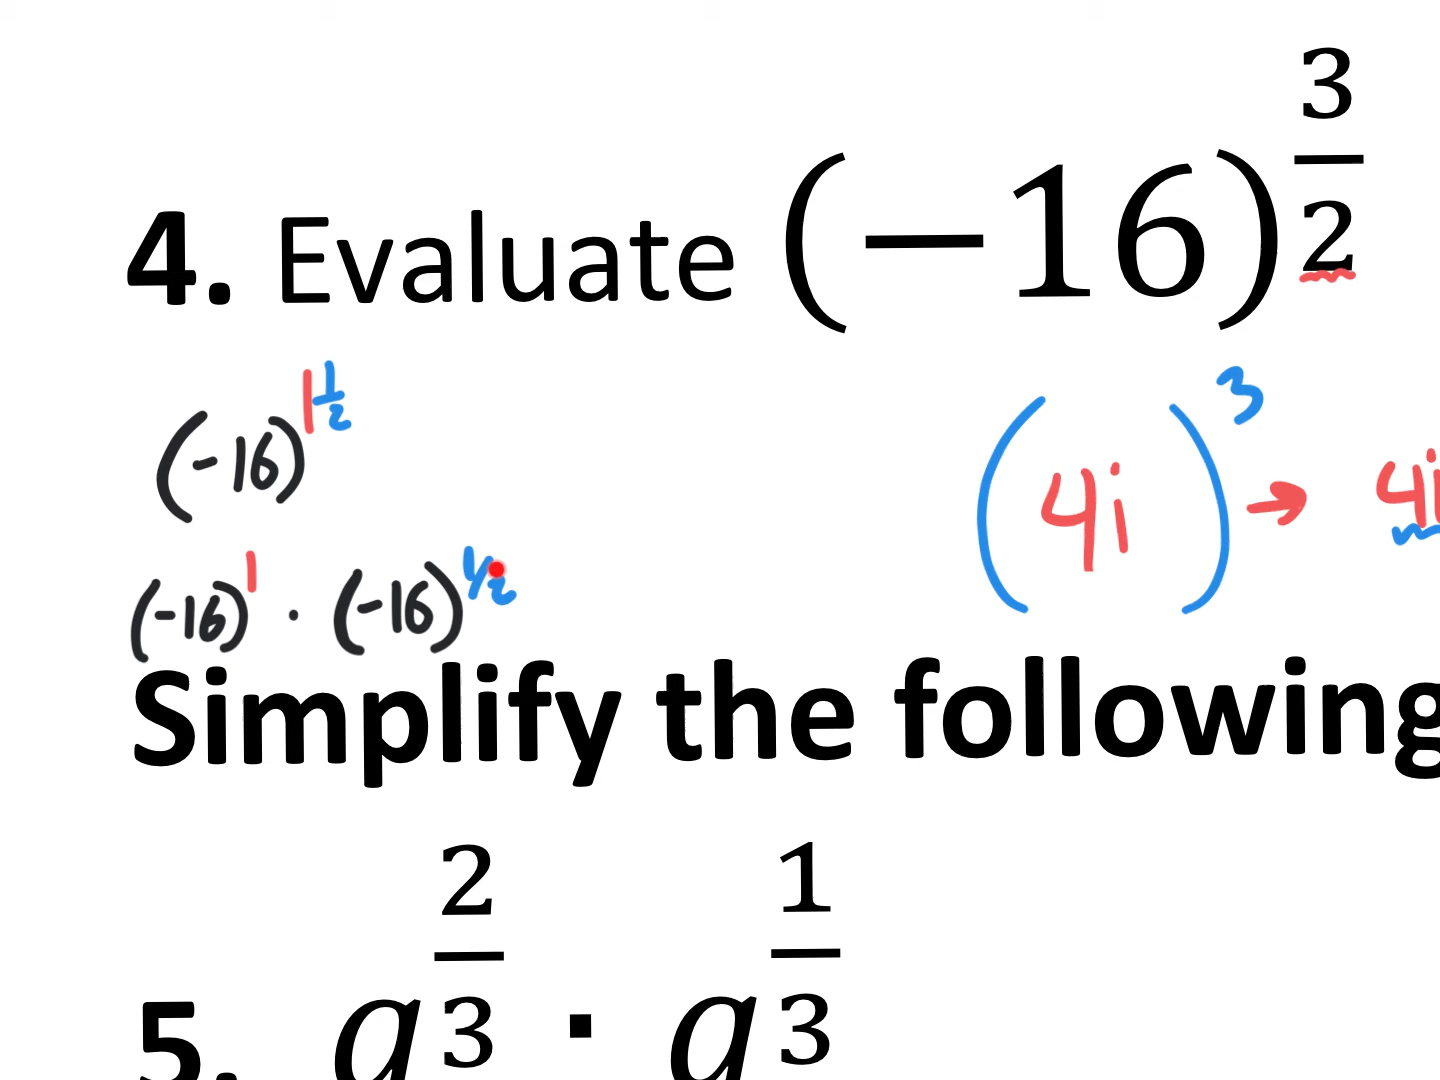 4. Evaluate (−16)^(3/2)
(-16)^(1 1/2)
(4i)^3 → 4i
(-16)^1 · (-16)^(1/2)
Simplify the following
5. a^(2/3) · a^(1/3)